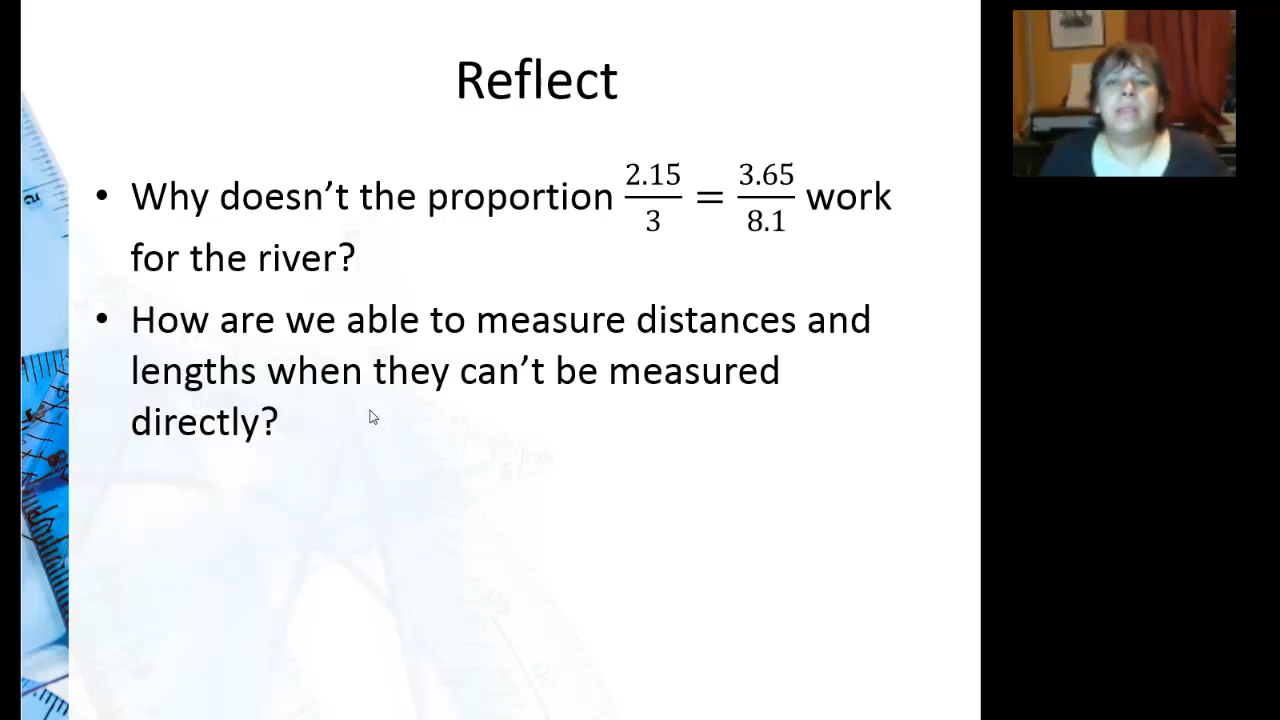 Reflect
• Why doesn’t the proportion 2.15/3 = 3.65/8.1 work
for the river?
• How are we able to measure distances and
lengths when they can’t be measured
directly?